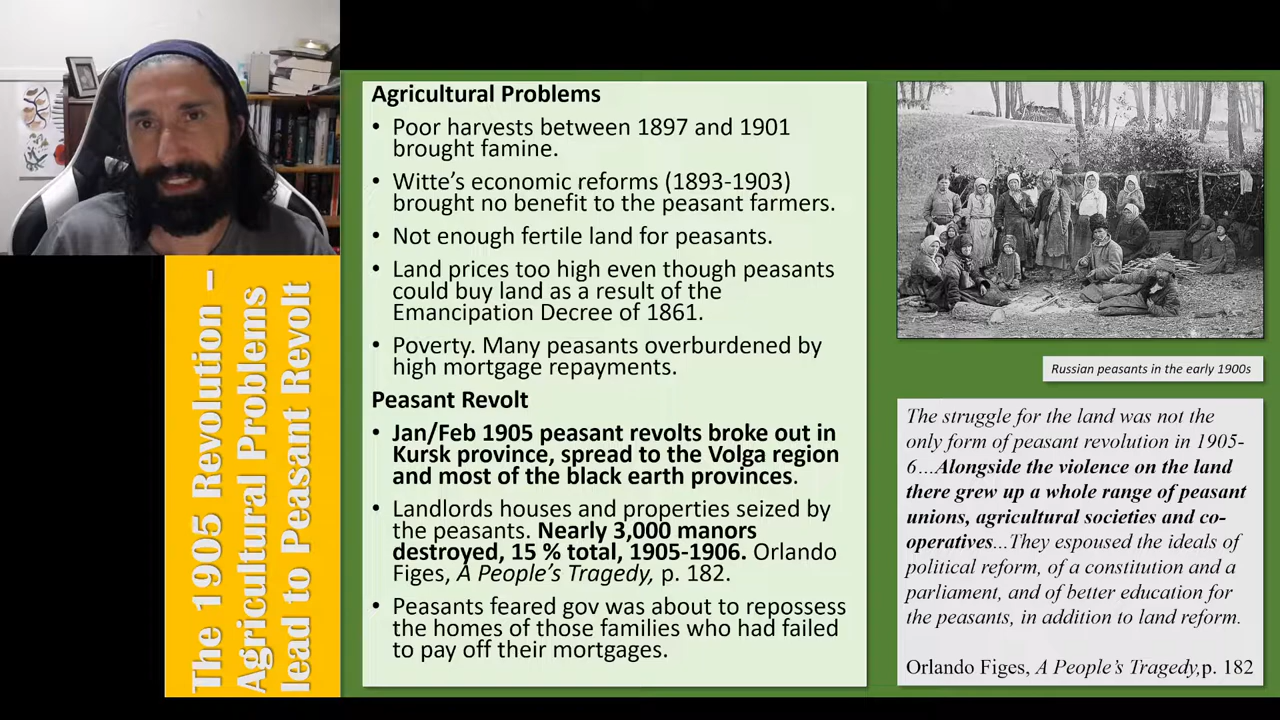 The 1905 Revolution –
Agricultural Problems
lead to Peasant Revolt
Agricultural Problems
• Poor harvests between 1897 and 1901
brought famine.
• Witte’s economic reforms (1893-1903)
brought no benefit to the peasant farmers.
• Not enough fertile land for peasants.
• Land prices too high even though peasants
could buy land as a result of the
Emancipation Decree of 1861.
• Poverty. Many peasants overburdened by
high mortgage repayments.
Peasant Revolt
• Jan/Feb 1905 peasant revolts broke out in
Kursk province, spread to the Volga region
and most of the black earth provinces.
• Landlords houses and properties seized by
the peasants. Nearly 3,000 manors
destroyed, 15 % total, 1905-1906. Orlando
Figes, A People’s Tragedy, p. 182.
• Peasants feared gov was about to repossess
the homes of those families who had failed
to pay off their mortgages.
Russian peasants in the early 1900s
The struggle for the land was not the
only form of peasant revolution in 1905-
6…Alongside the violence on the land
there grew up a whole range of peasant
unions, agricultural societies and co-
operatives…They espoused the ideals of
political reform, of a constitution and a
parliament, and of better education for
the peasants, in addition to land reform.
Orlando Figes, A People’s Tragedy,p. 182